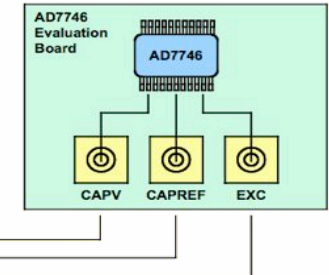 AD7746
Evaluation
Board
AD7746
CAPV CAPREF EXC